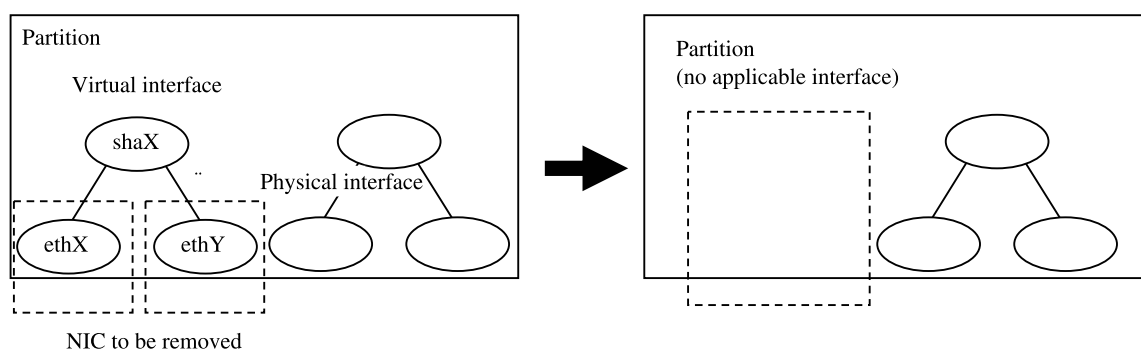 Partition
Virtual interface
shaX
Physical interface
ethX
ethY
NIC to be removed
Partition
(no applicable interface)